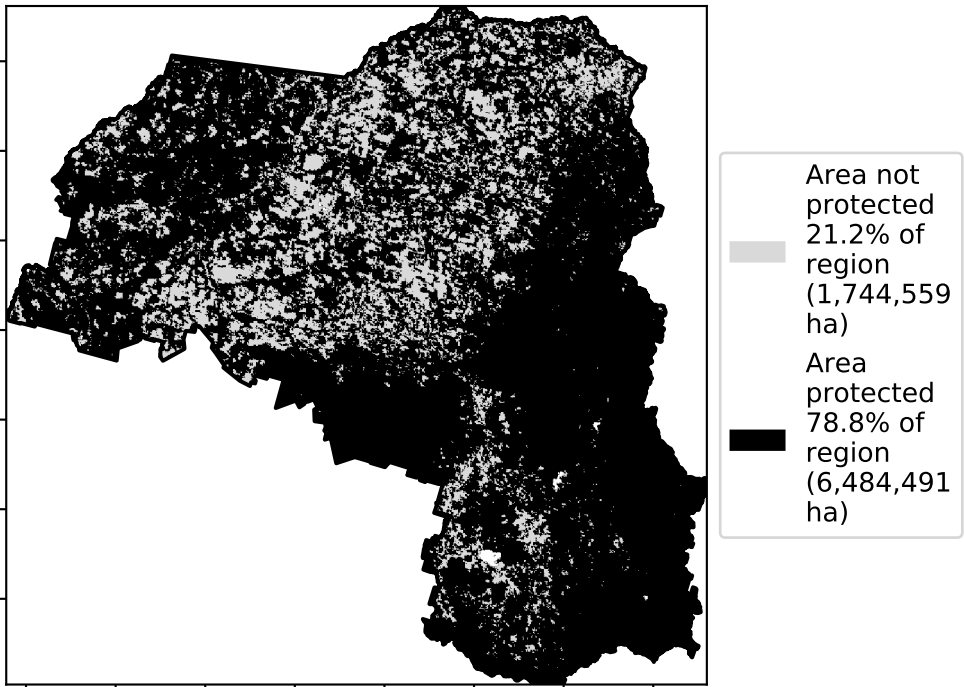 Area not
protected
21.2% of
region
(1,744,559
ha)
Area
protected
78.8% of
region
(6,484,491
ha)